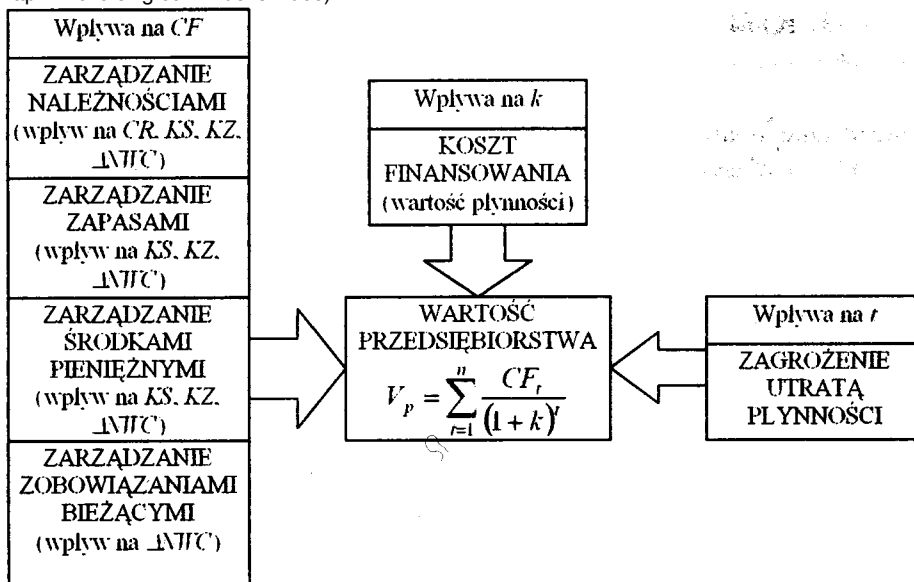 Wpływa na CF
ZARZĄDZANIE
NALEŻNOŚCIAMI
(wpływ na CR, KS, KZ,
ΔNWC)
ZARZĄDZANIE
ZAPASAMI
(wpływ na KS, KZ,
ΔNWC)
ZARZĄDZANIE
ŚRODKAMI
PIENIĘŻNYMI
(wpływ na KS, KZ,
ΔNWC)
ZARZĄDZANIE
ZOBOWIĄZANIAMI
BIEŻĄCYMI
(wpływ na ΔNWC)
Wpływa na k
KOSZT
FINANSOWANIA
(wartość płynności)
WARTOŚĆ
PRZEDSIĘBIORSTWA
V_p = \sum_{t=1}^{n} \frac{CF_t}{(1 + k)^t}
Wpływa na t
ZAGROŻENIE
UTRATĄ
PŁYNNOŚCI